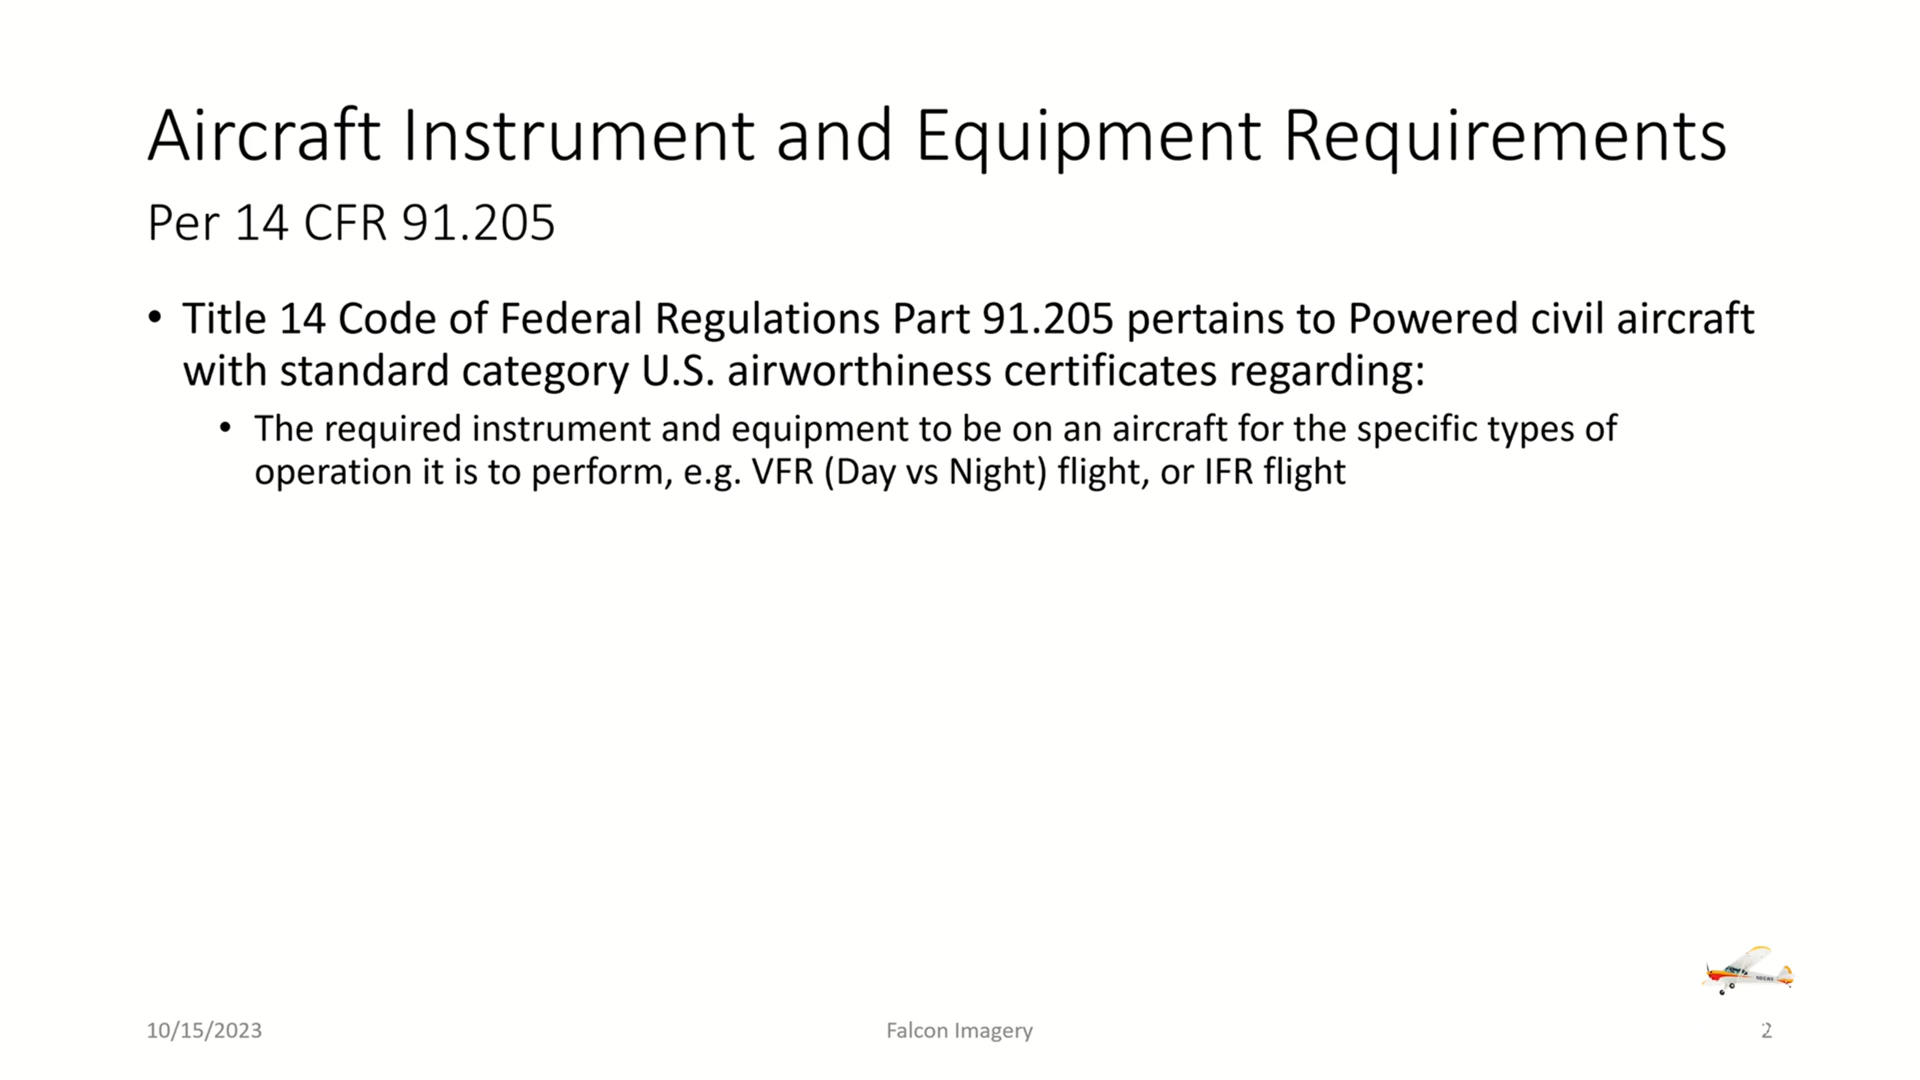 Aircraft Instrument and Equipment Requirements
Per 14 CFR 91.205
• Title 14 Code of Federal Regulations Part 91.205 pertains to Powered civil aircraft
with standard category U.S. airworthiness certificates regarding:
• The required instrument and equipment to be on an aircraft for the specific types of
operation it is to perform, e.g. VFR (Day vs Night) flight, or IFR flight
10/15/2023
Falcon Imagery
2